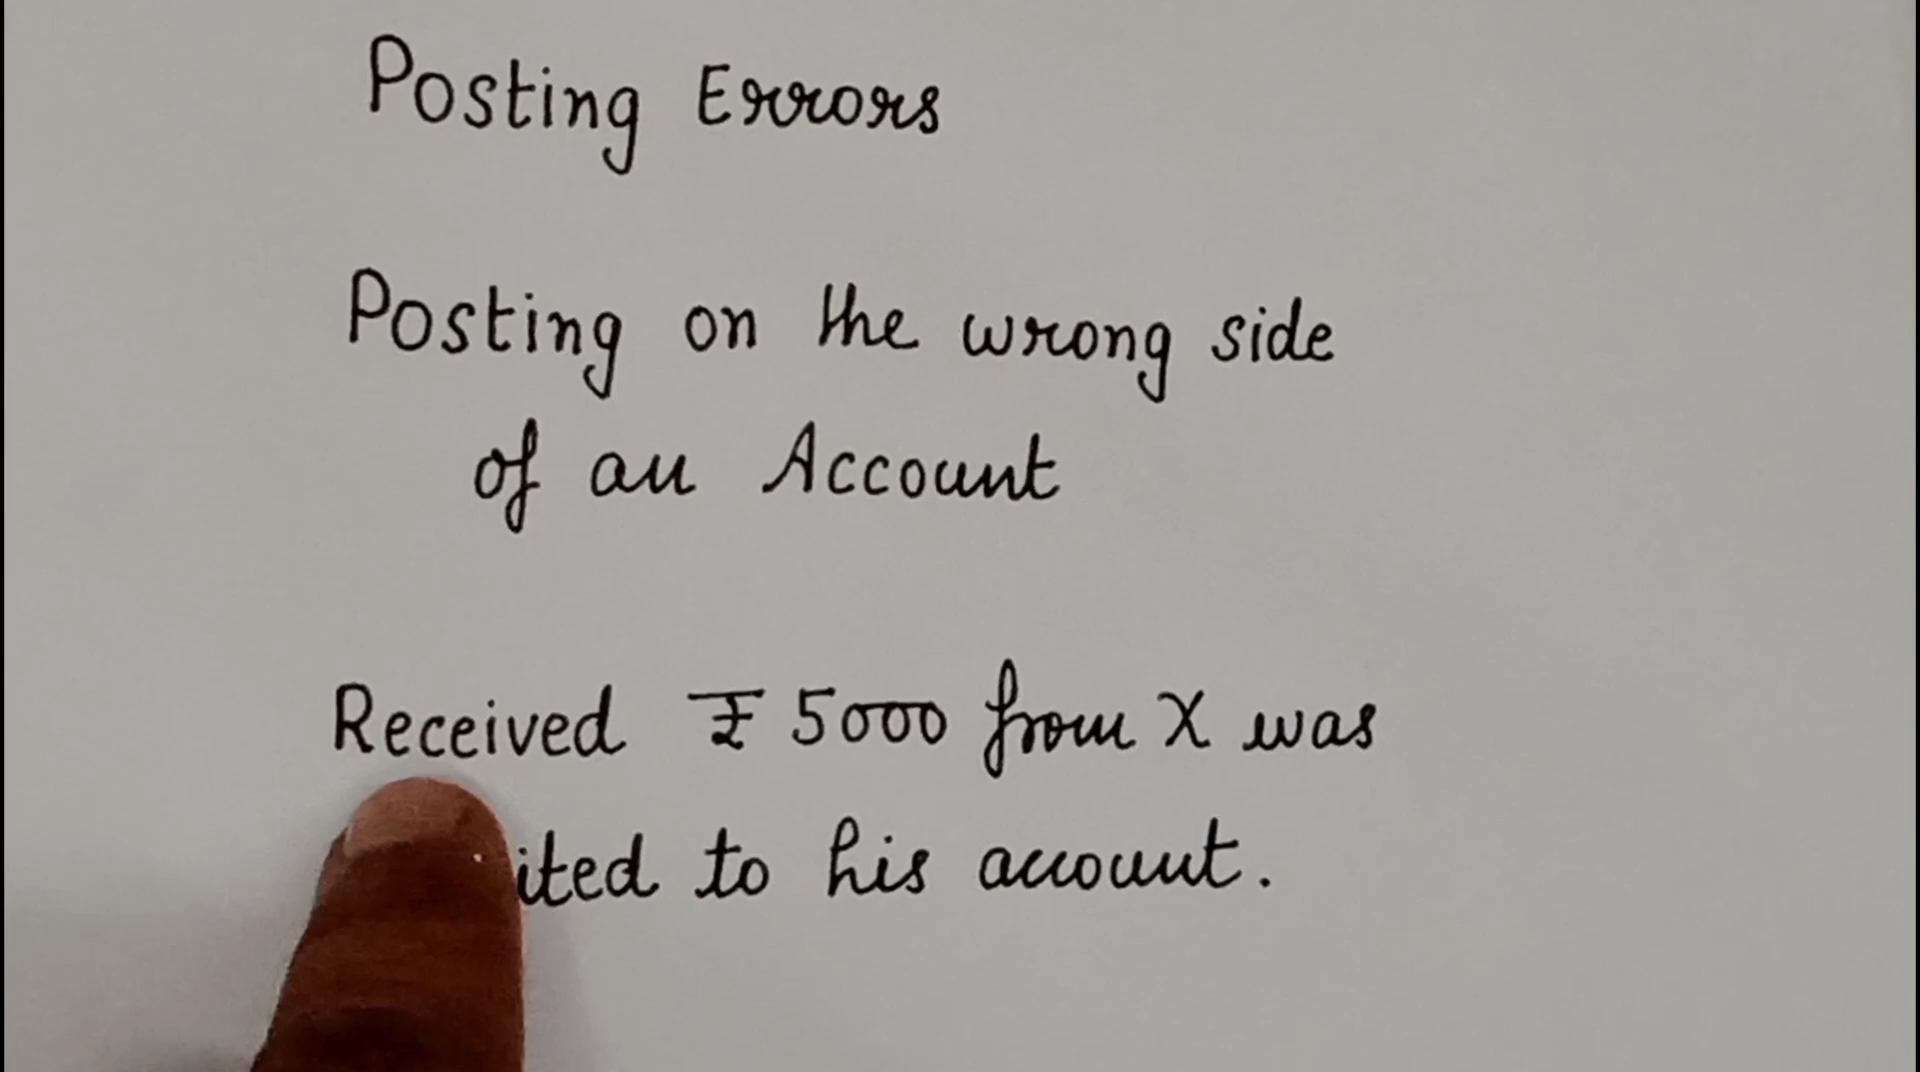 Posting Errors
Posting on the wrong side
of an Account
Received ₹ 5000 from X was
ited to his account.